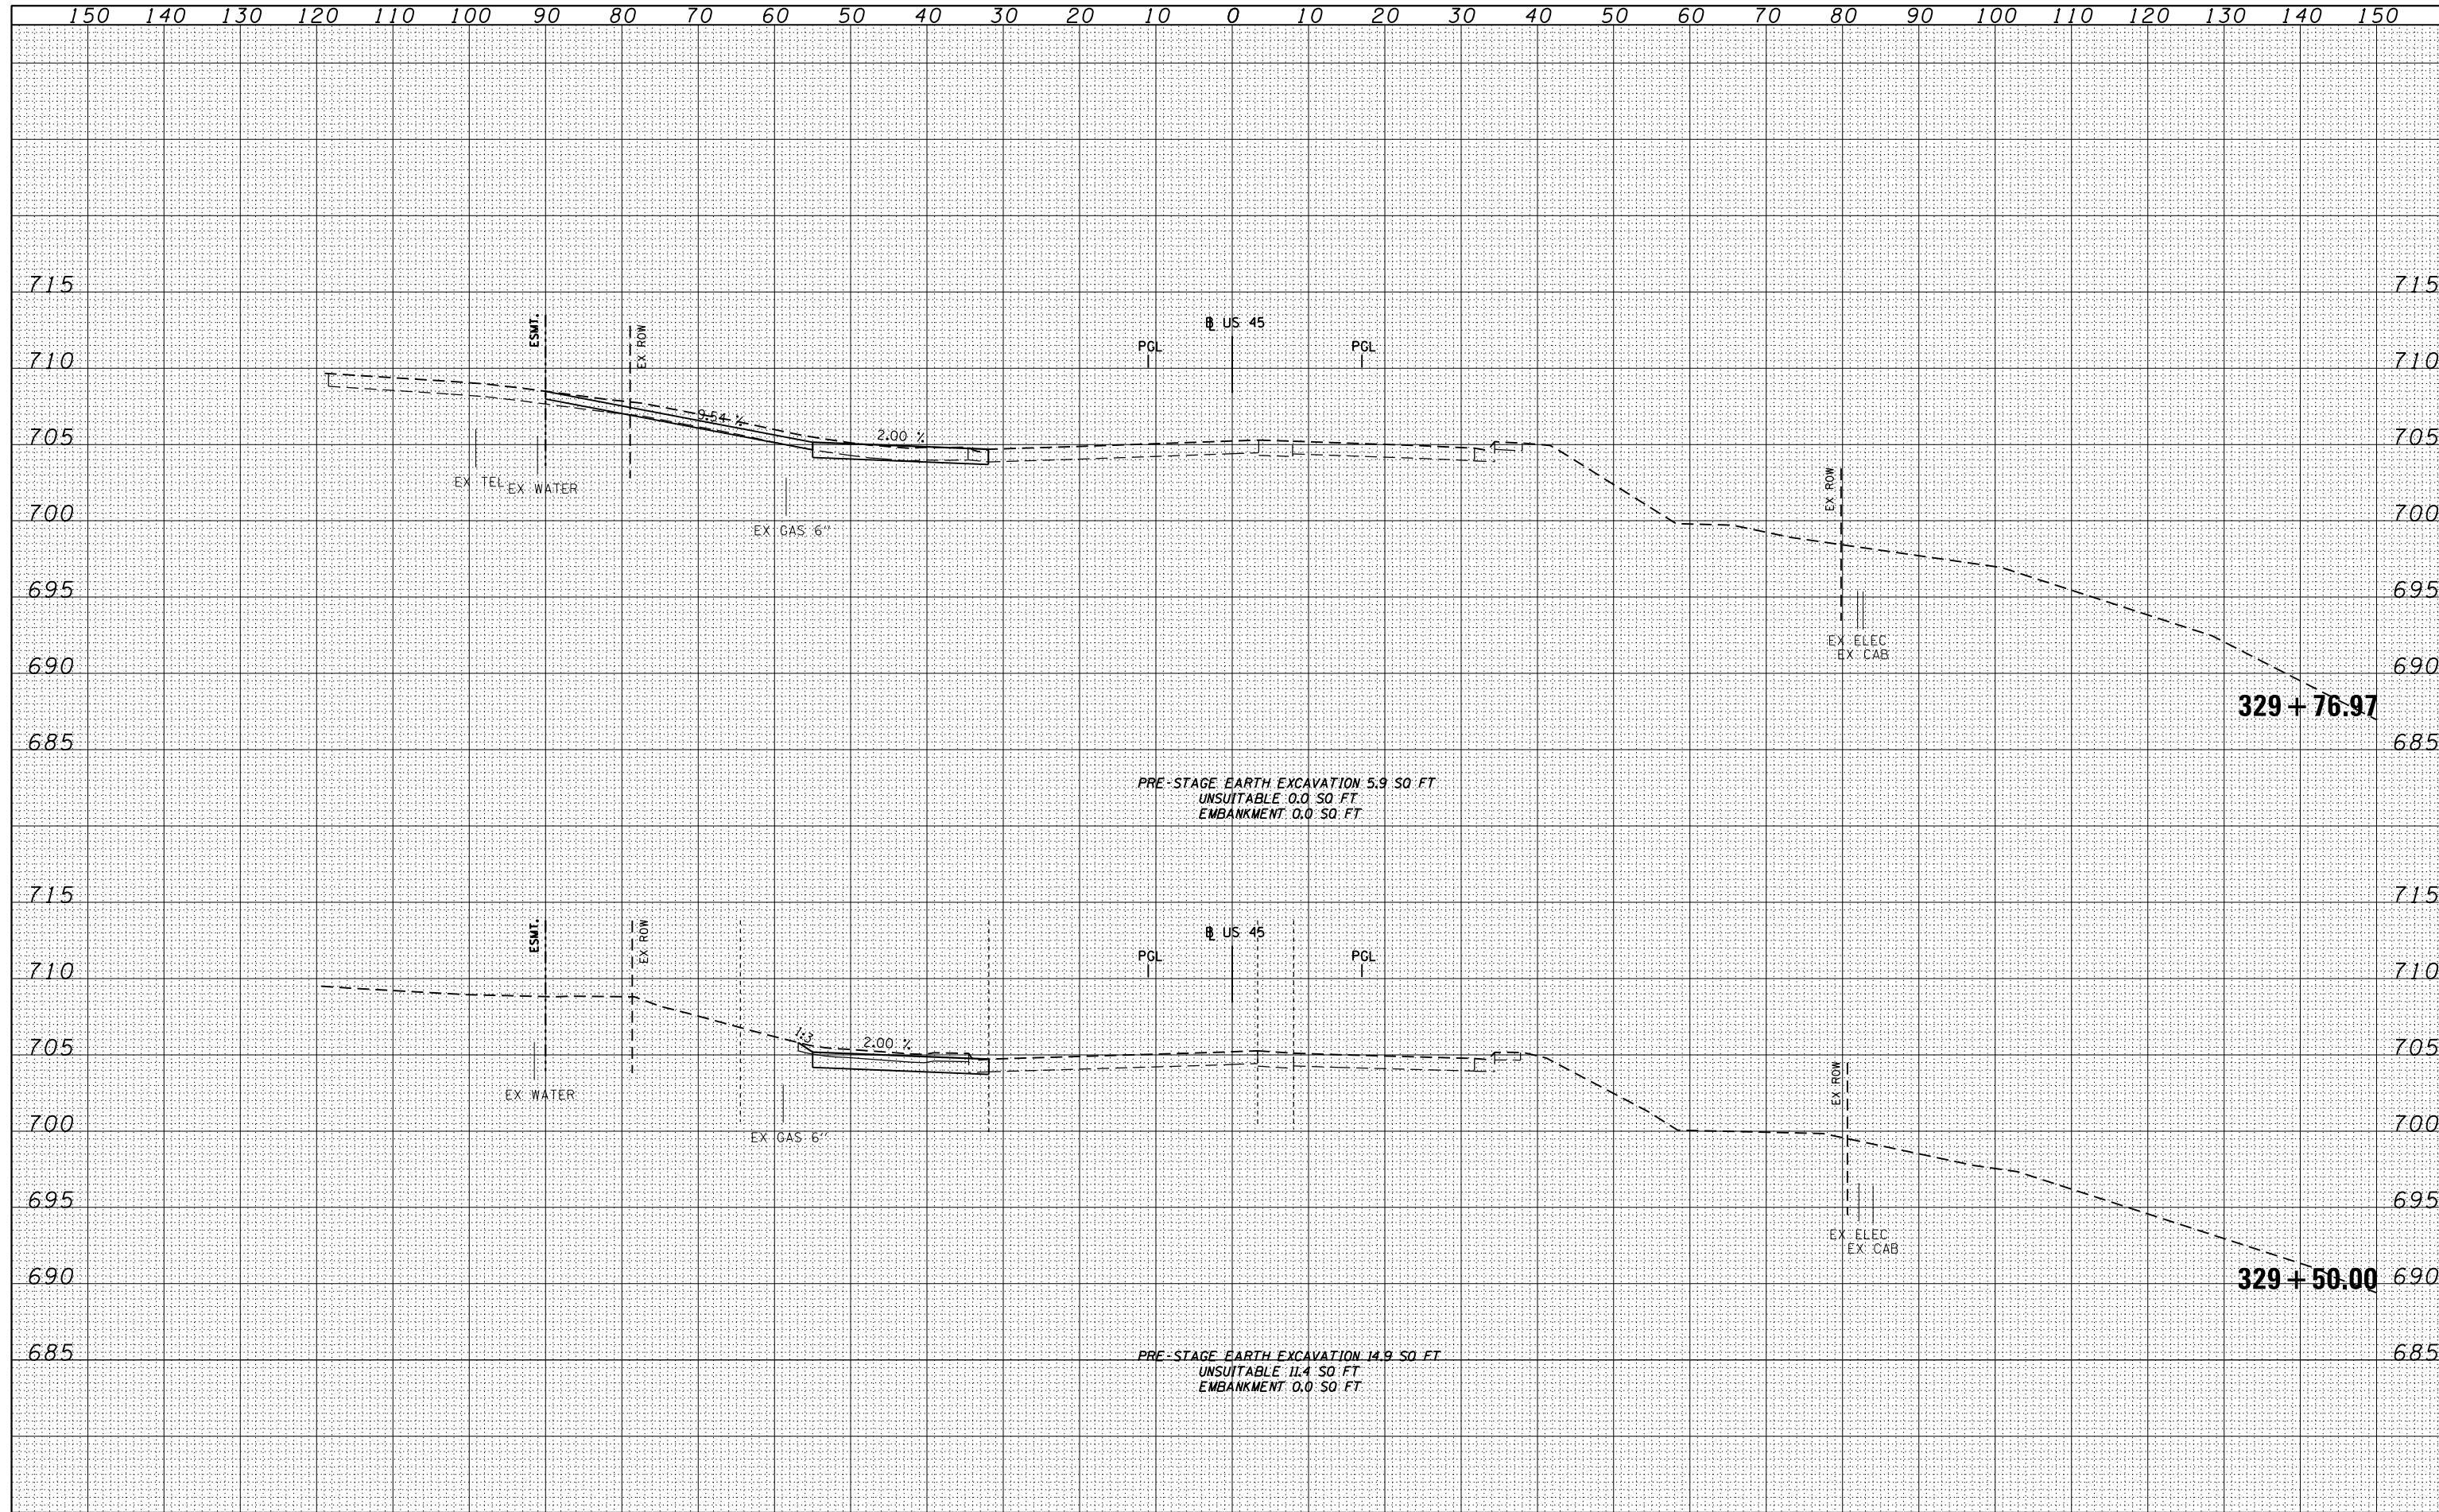 150 140 130 120 110 100 90 80 70 60 50 40 30 20 10 0 10 20 30 40 50 60 70 80 90 100 110 120 130 140 150
715 715
ESMT.
EX ROW
℄ US 45
PGL PGL
710 710
9.54 %
2.00 %
705 705
EX TEL
EX WATER
EX ROW
700 700
EX GAS 6''
695 695
EX ELEC
EX CAB
690 690
329+76.97
685 685
PRE-STAGE EARTH EXCAVATION 5.9 SQ FT
UNSUITABLE 0.0 SQ FT
EMBANKMENT 0.0 SQ FT
715 715
ESMT.
EX ROW
℄ US 45
PGL PGL
710 710
1:3
2.00 %
705 705
EX ROW
EX WATER
700 700
EX GAS 6''
695 695
EX ELEC
EX CAB
690 690
329+50.00
685 685
PRE-STAGE EARTH EXCAVATION 14.9 SQ FT
UNSUITABLE 11.4 SQ FT
EMBANKMENT 0.0 SQ FT